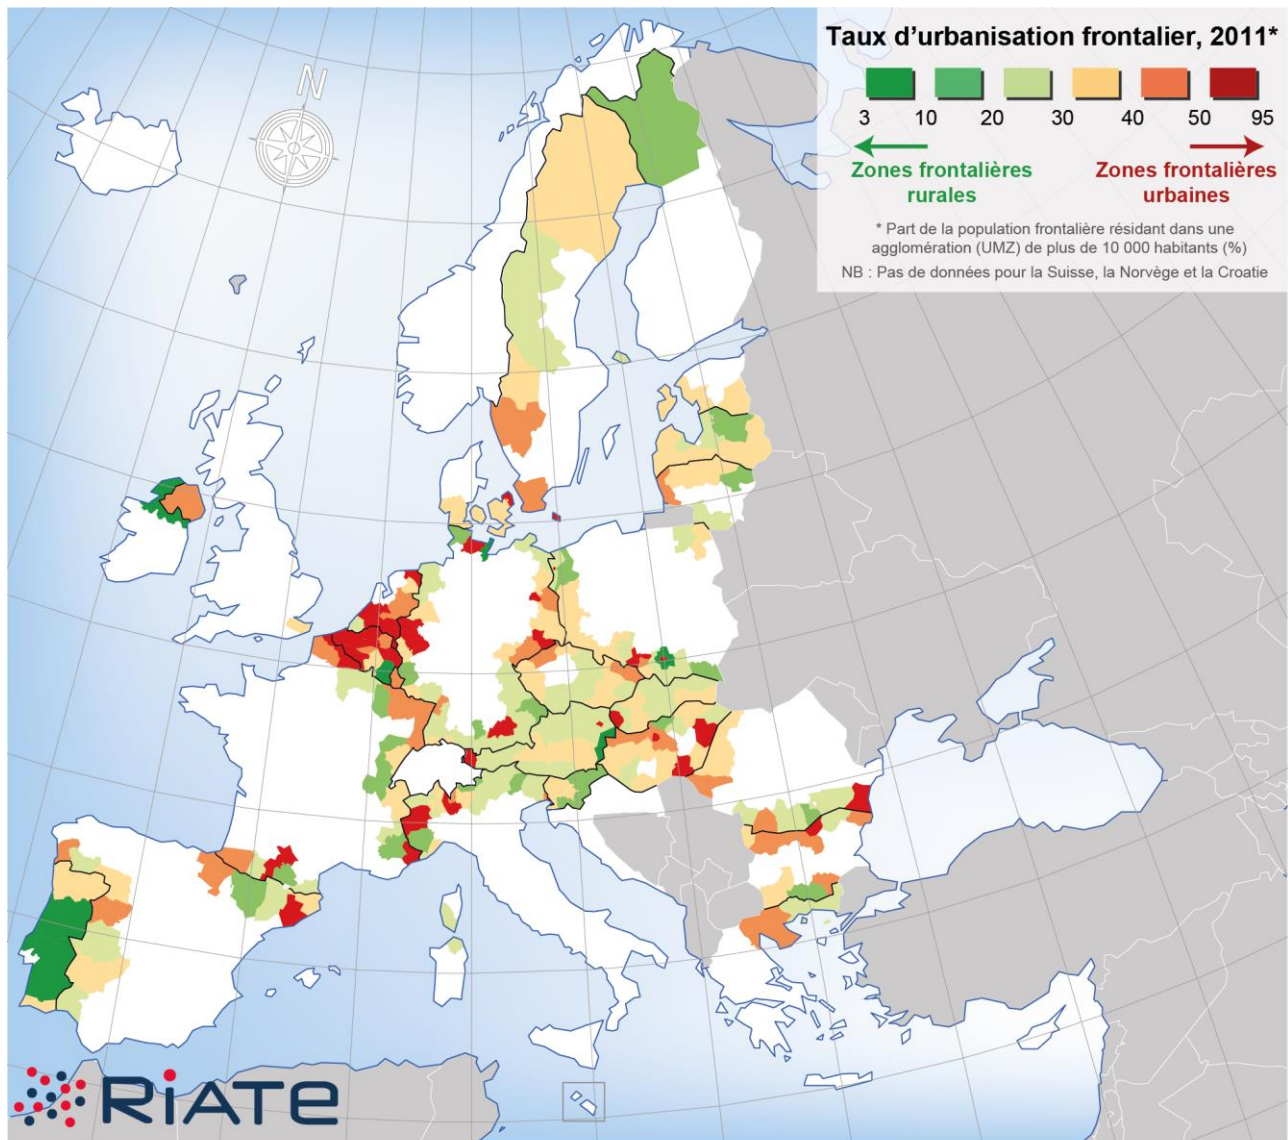 Taux d'urbanisation frontalier, 2011*
3 10 20 30 40 50 95
Zones frontalières
rurales
Zones frontalières
urbaines
* Part de la population frontalière résidant dans une
agglomération (UMZ) de plus de 10 000 habitants (%)
NB : Pas de données pour la Suisse, la Norvège et la Croatie
N
RiATe